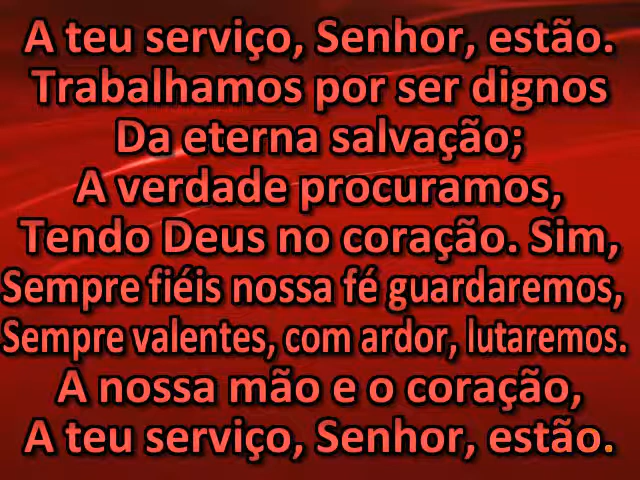 A teu serviço, Senhor, estão.
Trabalhamos por ser dignos
Da eterna salvação;
A verdade procuramos,
Tendo Deus no coração. Sim,
Sempre fiéis nossa fé guardaremos,
Sempre valentes, com ardor, lutaremos.
A nossa mão e o coração,
A teu serviço, Senhor, estão.